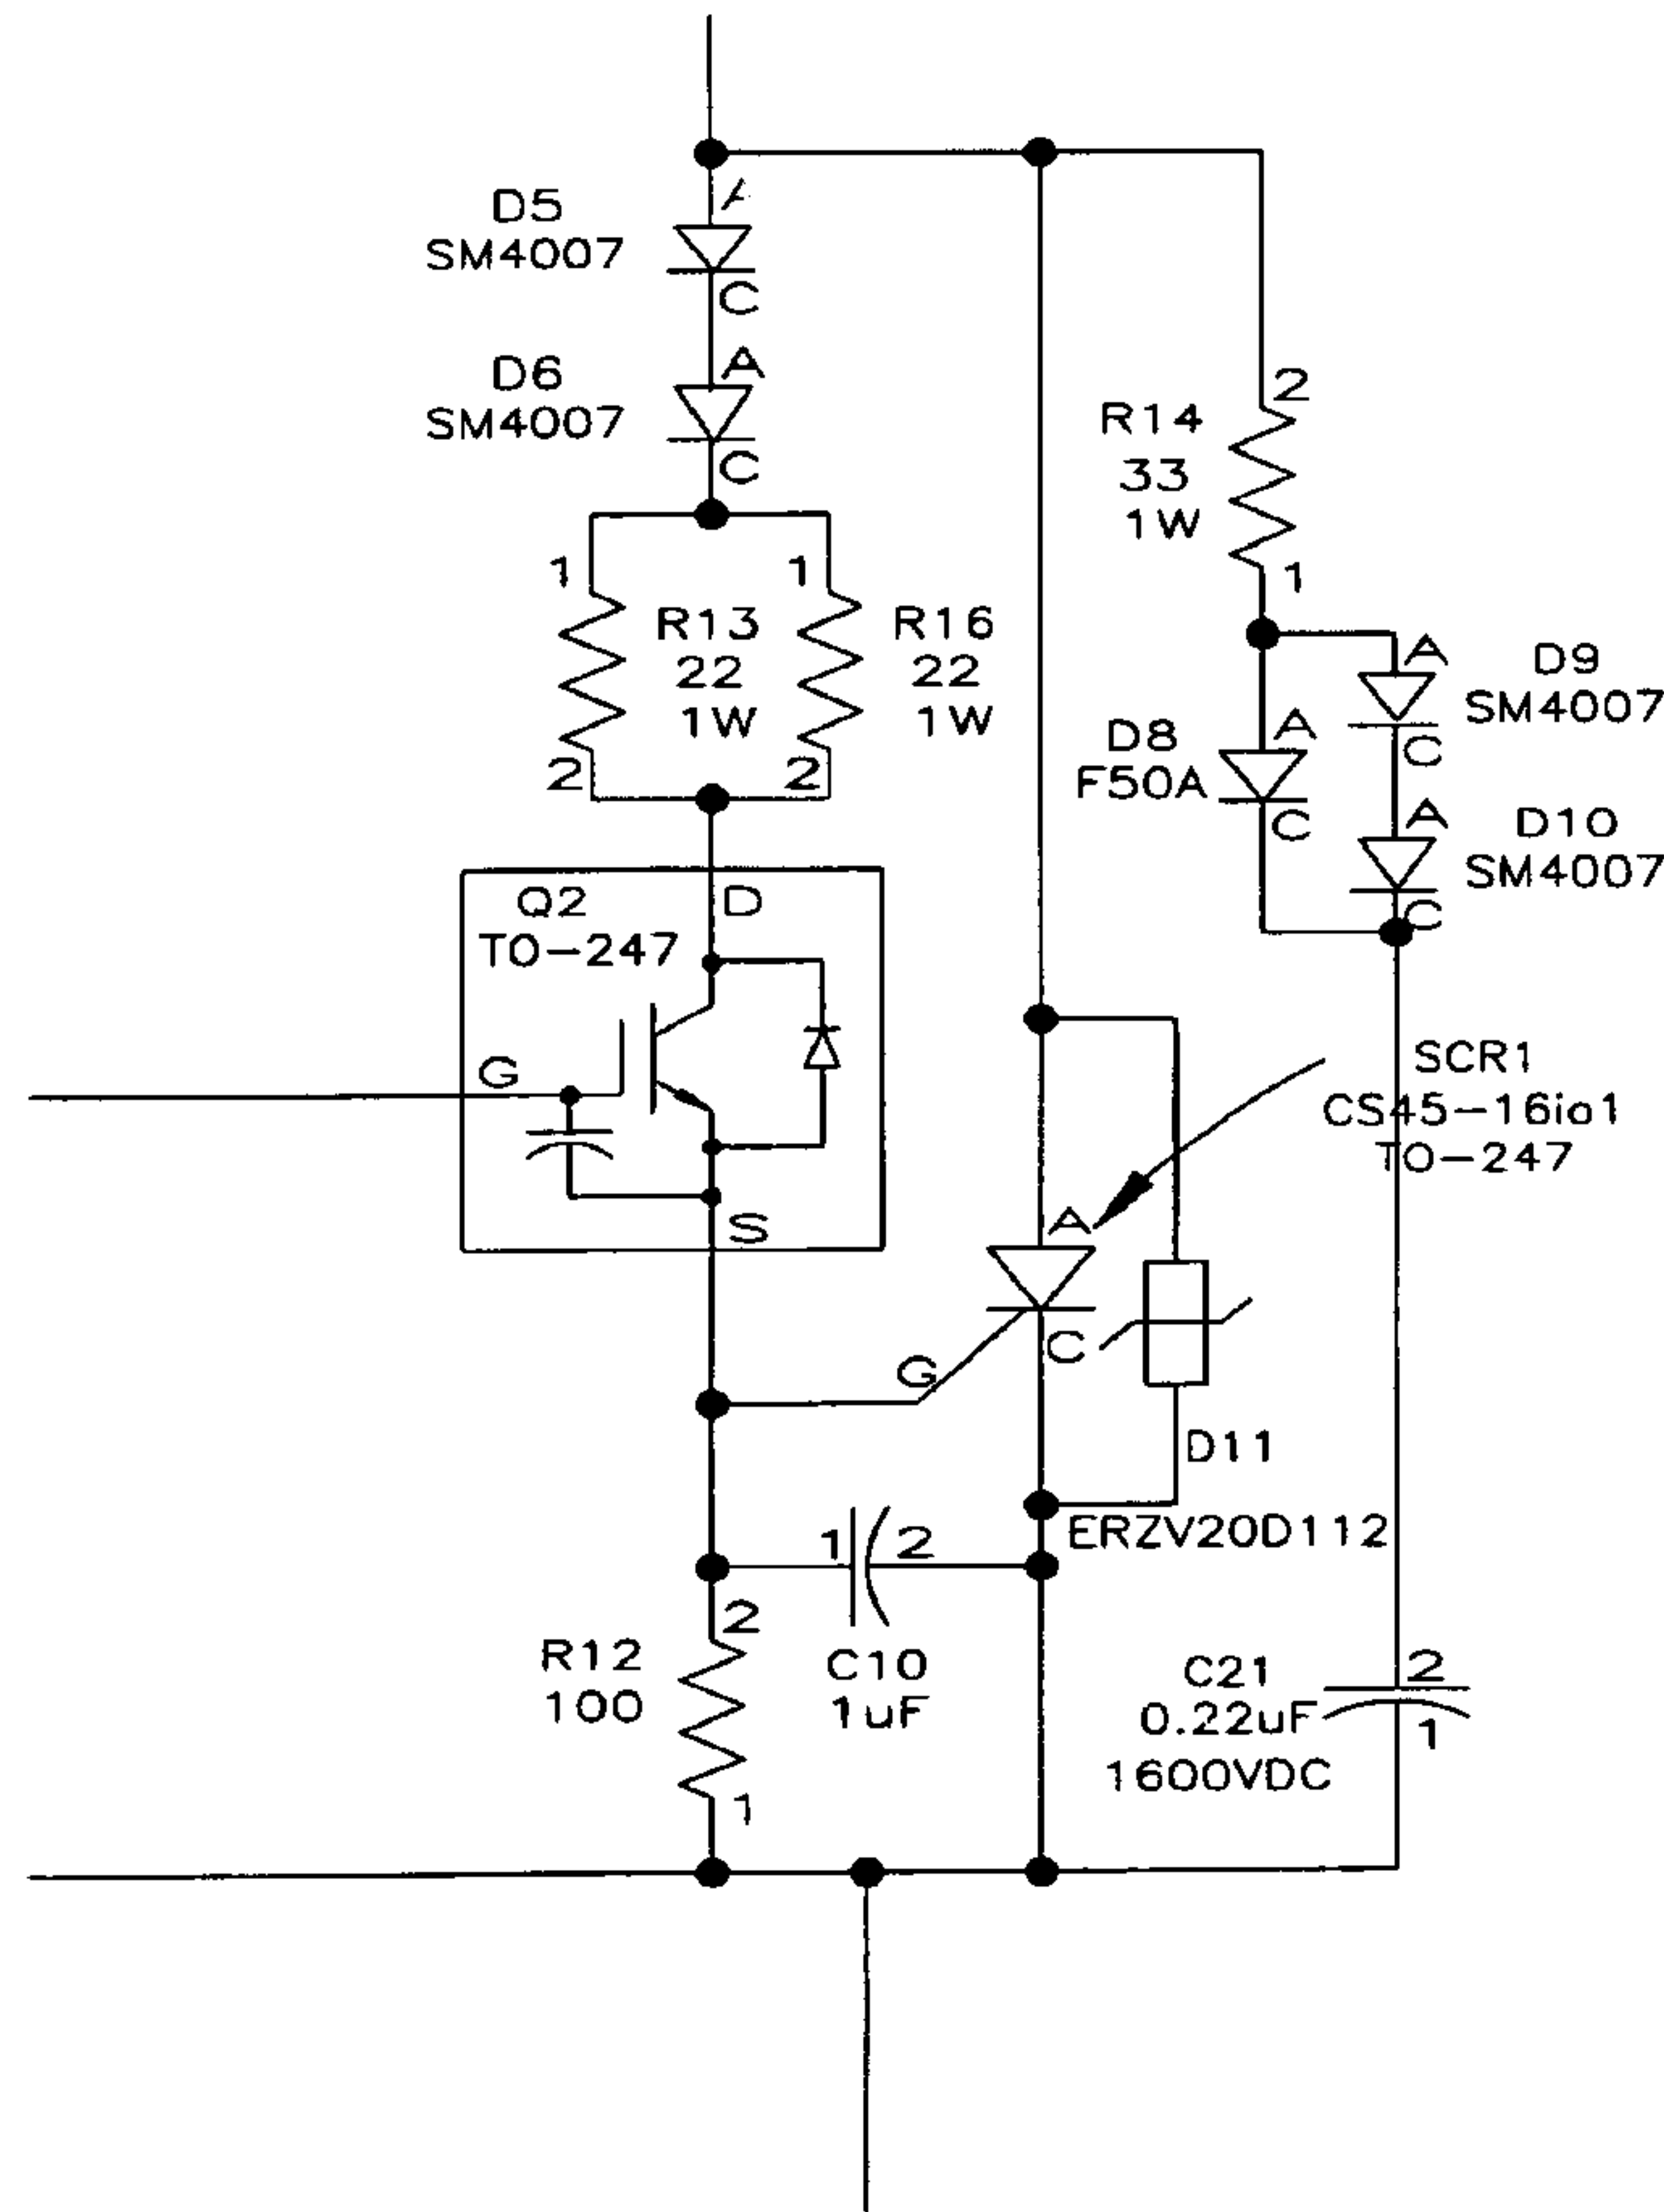 A
D5
SM4007
C
A
D6
SM4007
C
2
R14
33
1W
1
1
1
R13
22
1W
R16
22
1W
2
2
A
D9
SM4007
C
A
D8
F50A
C
A
D10
SM4007
C
Q2
TO-247
D
G
S
SCR1
CS45-16io1
TO-247
A
C
G
D11
ERZV20D112
1
2
C10
1uF
2
R12
100
1
C21
0.22uF
1600VDC
2
1